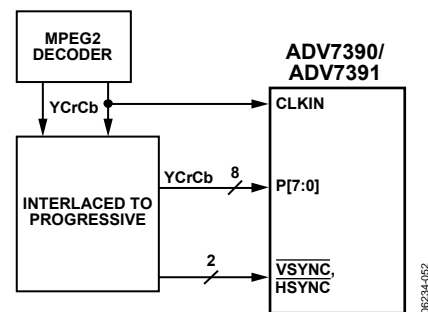 MPEG2
DECODER
ADV7390/
ADV7391
YCrCb
CLKIN
YCrCb
8
P[7:0]
INTERLACED TO
PROGRESSIVE
2
VSYNC,
HSYNC
06234-052